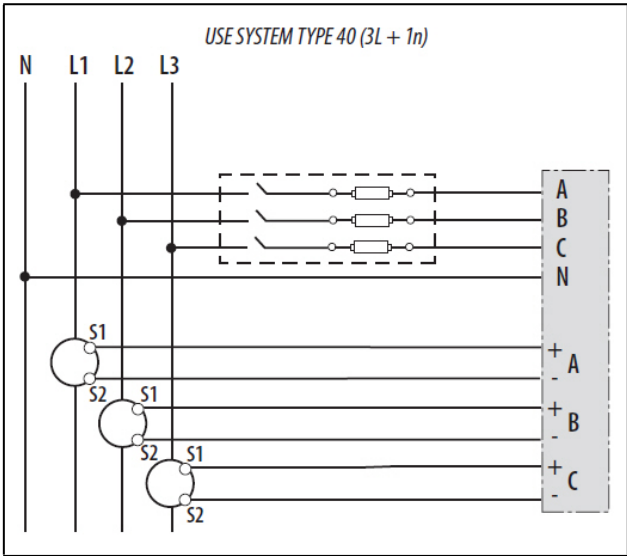 USE SYSTEM TYPE 40 (3L + 1n)
N L1 L2 L3
A
B
C
N
S1
+
A
-
S2 S1
+
B
-
S2 S1
+
C
-
S2